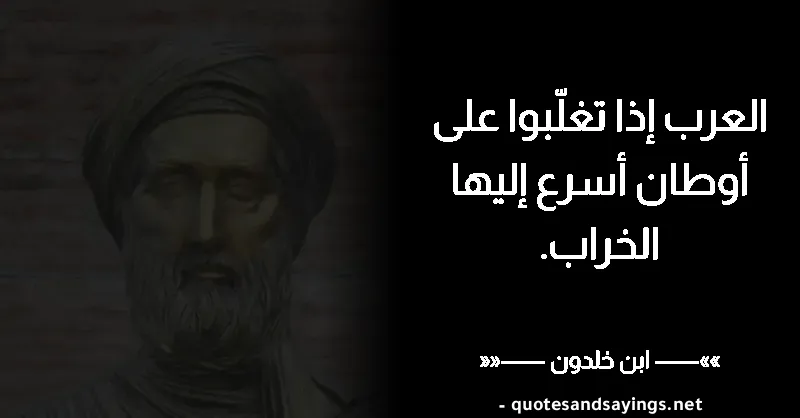 العرب إذا تغلّبوا على
أوطان أسرع إليها
الخراب.
»»—— ابن خلدون ——««
- quotesandsayings.net